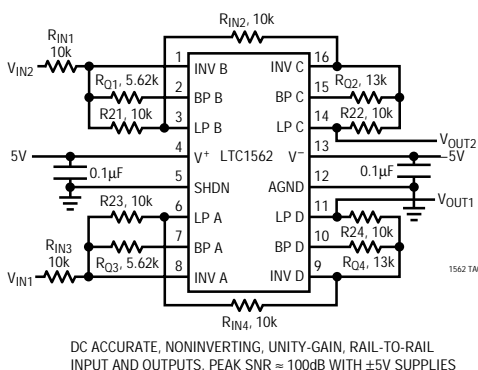 RIN2, 10k
RIN1
10k
VIN2
1
INV B
INV C
16
RQ1, 5.62k
2
BP B
BP C
15
RQ2, 13k
R21, 10k
3
LP B
LP C
14
R22, 10k
VOUT2
5V
4
V+
LTC1562
V–
13
–5V
0.1µF
5
SHDN
AGND
12
0.1µF
R23, 10k
6
LP A
LP D
11
VOUT1
RIN3
10k
RQ3, 5.62k
7
BP A
BP D
10
R24, 10k
VIN1
8
INV A
INV D
9
RQ4, 13k
RIN4, 10k
1562 TA
DC ACCURATE, NONINVERTING, UNITY-GAIN, RAIL-TO-RAIL
INPUT AND OUTPUTS. PEAK SNR ≈ 100dB WITH ±5V SUPPLIES